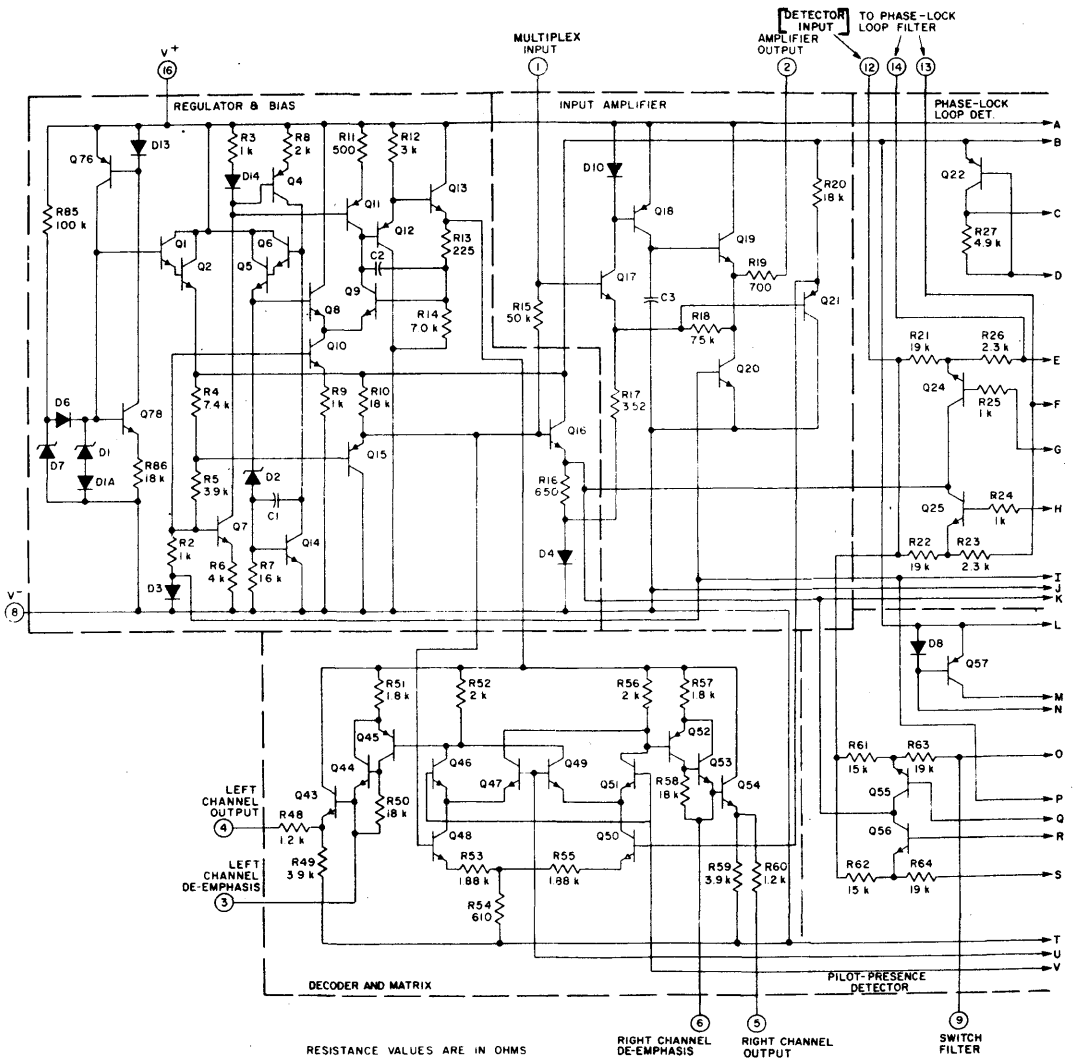 [DETECTOR INPUT] TO PHASE-LOCK LOOP FILTER
AMPLIFIER OUTPUT
MULTIPLEX INPUT
V+
16
1
2
12
14
13
REGULATOR & BIAS
INPUT AMPLIFIER
PHASE-LOCK LOOP DET.
A
B
Q76
D13
R3
1k
R8
2k
R11
500
R12
3k
D14
Q4
Q13
D10
Q18
R20
18k
Q22
C
R85
100k
Q11
Q12
R13
225
R27
4.9k
Q1
Q2
Q6
Q5
C2
Q19
D
R19
700
Q17
Q8
Q9
R15
50k
C3
Q21
R14
7.0k
R18
75k
R21
19k
R26
2.3k
E
Q10
Q20
Q24
R25
1k
F
R4
7.4k
R9
1k
R10
18k
R17
352
D6
Q78
Q16
G
D7
D1
D1A
R86
18k
Q15
R16
650
R5
3.9k
D2
C1
Q25
R24
1k
H
Q7
Q14
R2
1k
R6
4k
R7
16k
D4
R22
19k
R23
2.3k
D3
I
J
K
V-
8
L
D8
Q57
M
N
R51
1.8k
R52
2k
R56
2k
R57
1.8k
Q45
Q52
Q44
Q46
Q47
Q49
Q51
Q53
Q54
R61
15k
R63
19k
O
Q43
R50
18k
R58
18k
Q55
P
LEFT CHANNEL OUTPUT
4
R48
1.2k
Q48
Q50
Q56
Q
R
R49
3.9k
R53
1.88k
R55
1.88k
R59
3.9k
R60
1.2k
R62
15k
R64
19k
S
LEFT CHANNEL DE-EMPHASIS
3
R54
610
T
U
V
DECODER AND MATRIX
PILOT-PRESENCE DETECTOR
6
5
9
RIGHT CHANNEL DE-EMPHASIS
RIGHT CHANNEL OUTPUT
SWITCH FILTER
RESISTANCE VALUES ARE IN OHMS